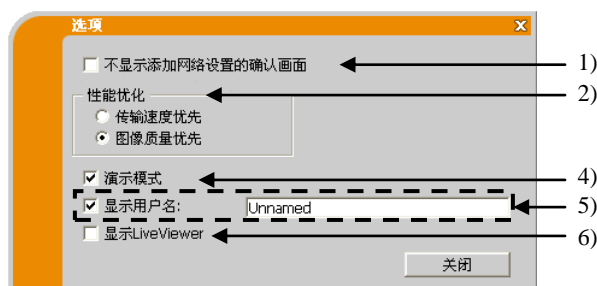 选项
不显示添加网络设置的确认画面
1)
性能优化
2)
传输速度优先
图像质量优先
演示模式
4)
显示用户名: Unnamed
5)
显示LiveViewer
6)
关闭